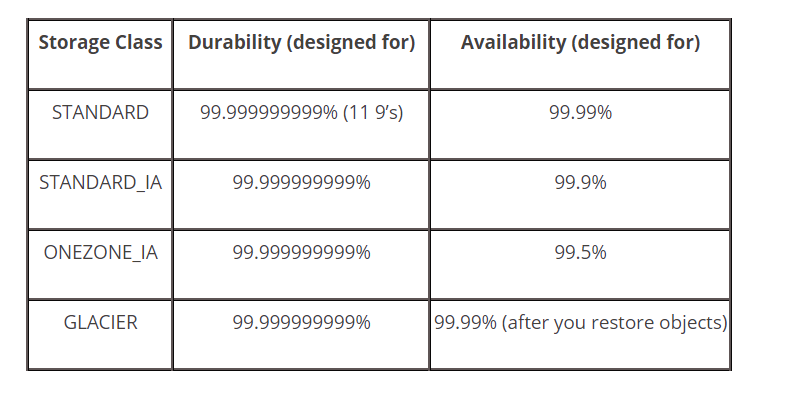 Storage Class Durability (designed for) Availability (designed for)
STANDARD 99.999999999% (11 9’s) 99.99%
STANDARD_IA 99.999999999% 99.9%
ONEZONE_IA 99.999999999% 99.5%
GLACIER 99.999999999% 99.99% (after you restore objects)